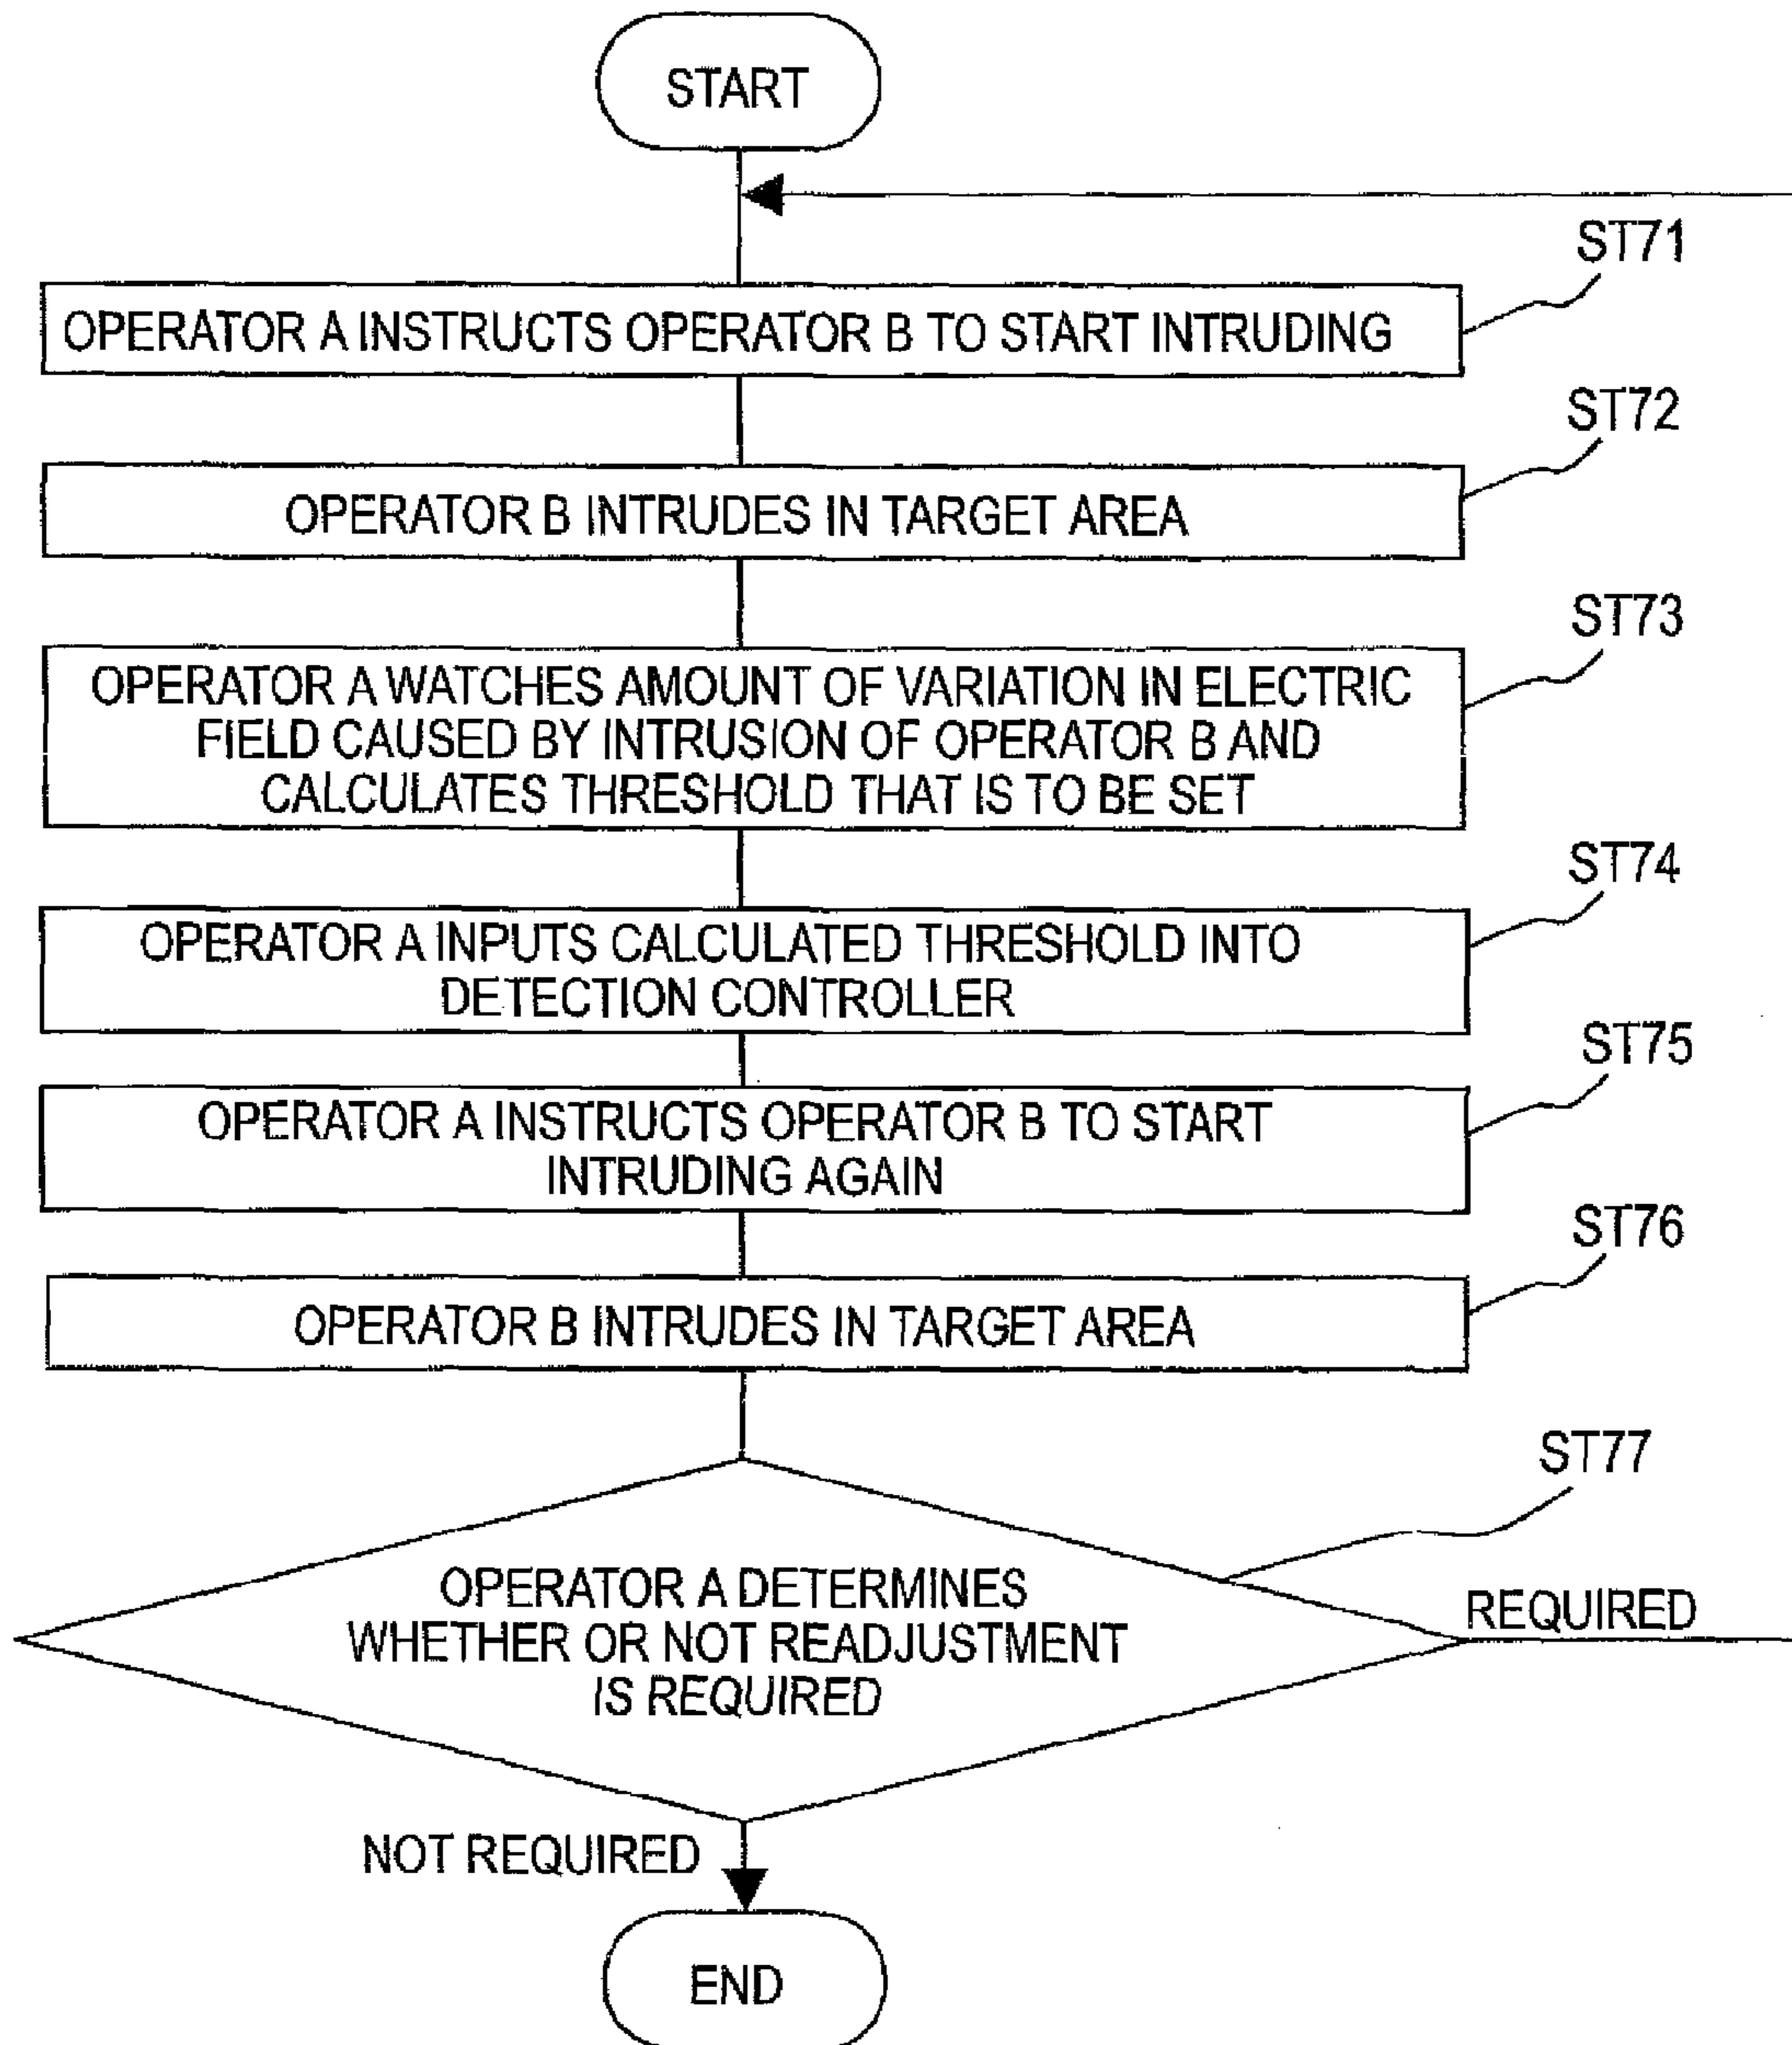 START
ST71
OPERATOR A INSTRUCTS OPERATOR B TO START INTRUDING
ST72
OPERATOR B INTRUDES IN TARGET AREA
ST73
OPERATOR A WATCHES AMOUNT OF VARIATION IN ELECTRIC
FIELD CAUSED BY INTRUSION OF OPERATOR B AND
CALCULATES THRESHOLD THAT IS TO BE SET
ST74
OPERATOR A INPUTS CALCULATED THRESHOLD INTO
DETECTION CONTROLLER
ST75
OPERATOR A INSTRUCTS OPERATOR B TO START
INTRUDING AGAIN
ST76
OPERATOR B INTRUDES IN TARGET AREA
ST77
OPERATOR A DETERMINES
WHETHER OR NOT READJUSTMENT
IS REQUIRED
REQUIRED
NOT REQUIRED
END